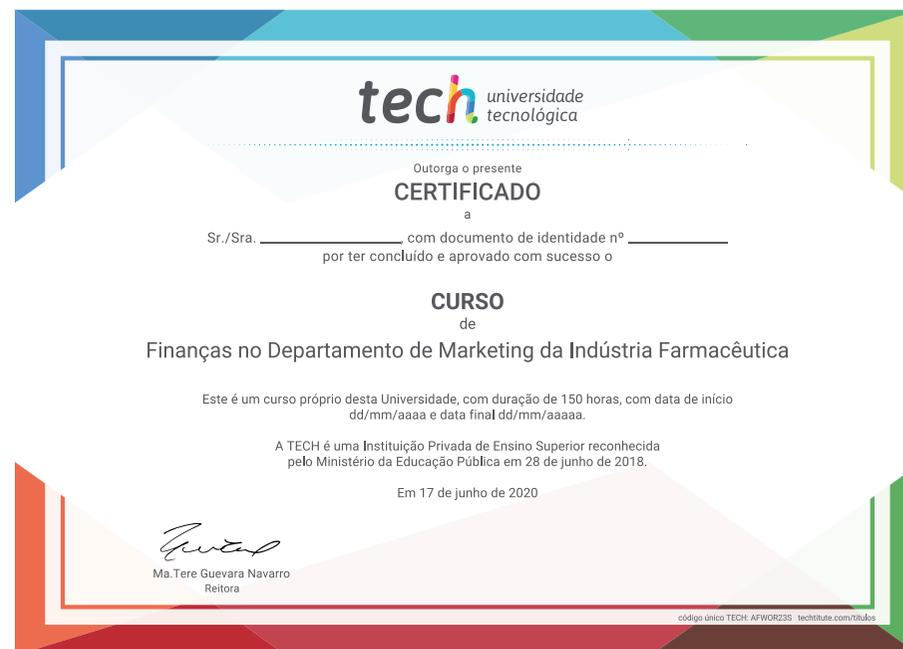 tech universidade
tecnológica
Outorga o presente
CERTIFICADO
a
Sr./Sra. ________________, com documento de identidade nº ____________
por ter concluído e aprovado com sucesso o
CURSO
de
Finanças no Departamento de Marketing da Indústria Farmacêutica
Este é um curso próprio desta Universidade, com duração de 150 horas, com data de início
dd/mm/aaaa e data final dd/mm/aaaaa.
A TECH é uma Instituição Privada de Ensino Superior reconhecida
pelo Ministério da Educação Pública em 28 de junho de 2018.
Em 17 de junho de 2020
Ma.Tere Guevara Navarro
Reitora
código único TECH: AFWOR23S techtitute.com/titulos